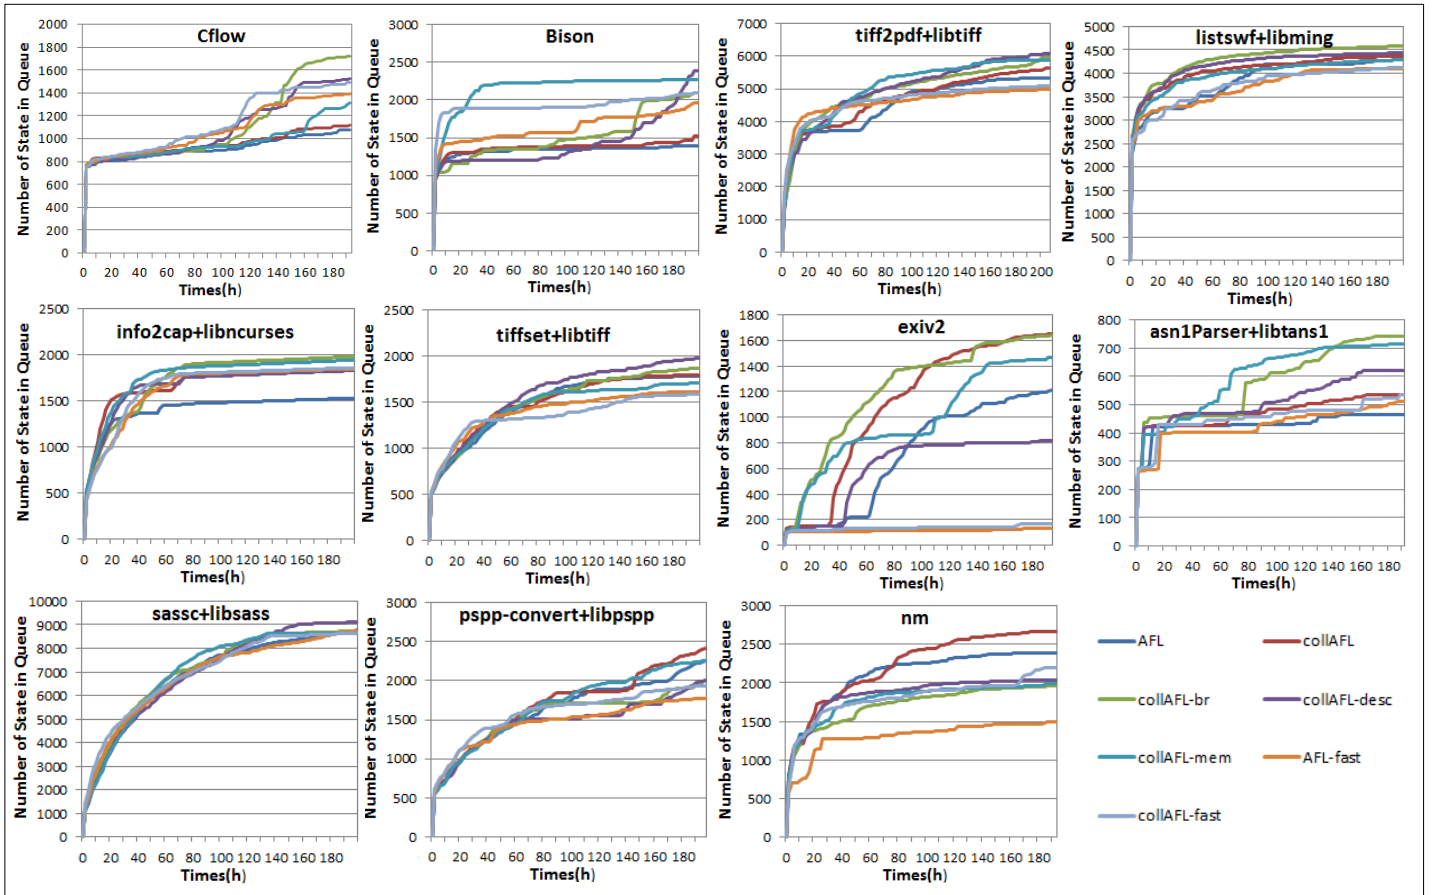 Cflow
Number of State in Queue
2000
1800
1600
1400
1200
1000
800
600
400
200
0
0 20 40 60 80 100 120 140 160 180
Times(h)
Bison
Number of State in Queue
3000
2500
2000
1500
1000
500
0
0 20 40 60 80 100 120 140 160 180
Times(h)
tiff2pdf+libtiff
Number of State in Queue
7000
6000
5000
4000
3000
2000
1000
0
0 20 40 60 80 100 120 140 160 180 200
Times(h)
listswf+libming
Number of State in Queue
5000
4500
4000
3500
3000
2500
2000
1500
1000
500
0
0 20 40 60 80 100 120 140 160 180
Times(h)
info2cap+libncurses
Number of State in Queue
2500
2000
1500
1000
500
0
0 20 40 60 80 100 120 140 160 180
Times(h)
tiffset+libtiff
Number of State in Queue
2500
2000
1500
1000
500
0
0 20 40 60 80 100 120 140 160 180
Times(h)
exiv2
Number of State in Queue
1800
1600
1400
1200
1000
800
600
400
200
0
0 20 40 60 80 100 120 140 160 180
Times(h)
asn1Parser+libtans1
Number of State in Queue
800
700
600
500
400
300
200
100
0
0 20 40 60 80 100 120 140 160 180
Times(h)
sassc+libsass
Number of State in Queue
10000
9000
8000
7000
6000
5000
4000
3000
2000
1000
0
0 20 40 60 80 100 120 140 160 180
Times(h)
pspp-convert+libpspp
Number of State in Queue
3000
2500
2000
1500
1000
500
0
0 20 40 60 80 100 120 140 160 180
Times(h)
nm
Number of State in Queue
3000
2500
2000
1500
1000
500
0
0 20 40 60 80 100 120 140 160 180
Times(h)
AFL
collAFL
collAFL-br
collAFL-desc
collAFL-mem
AFL-fast
collAFL-fast